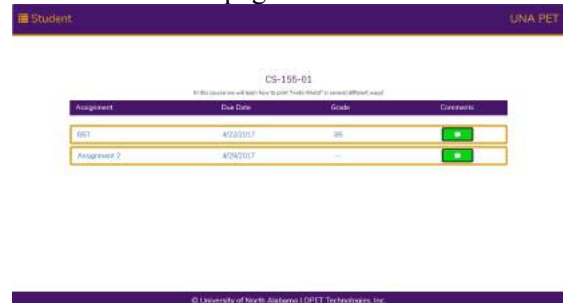 Student UNA PET
CS-155-01
In this course we will learn how to print "Hello World" in several different ways!
Assignment Due Date Grade Comments
4/22/2017
Assignment 2 4/29/2017 ---
© University of North Alabama | OPET Technologies, Inc.